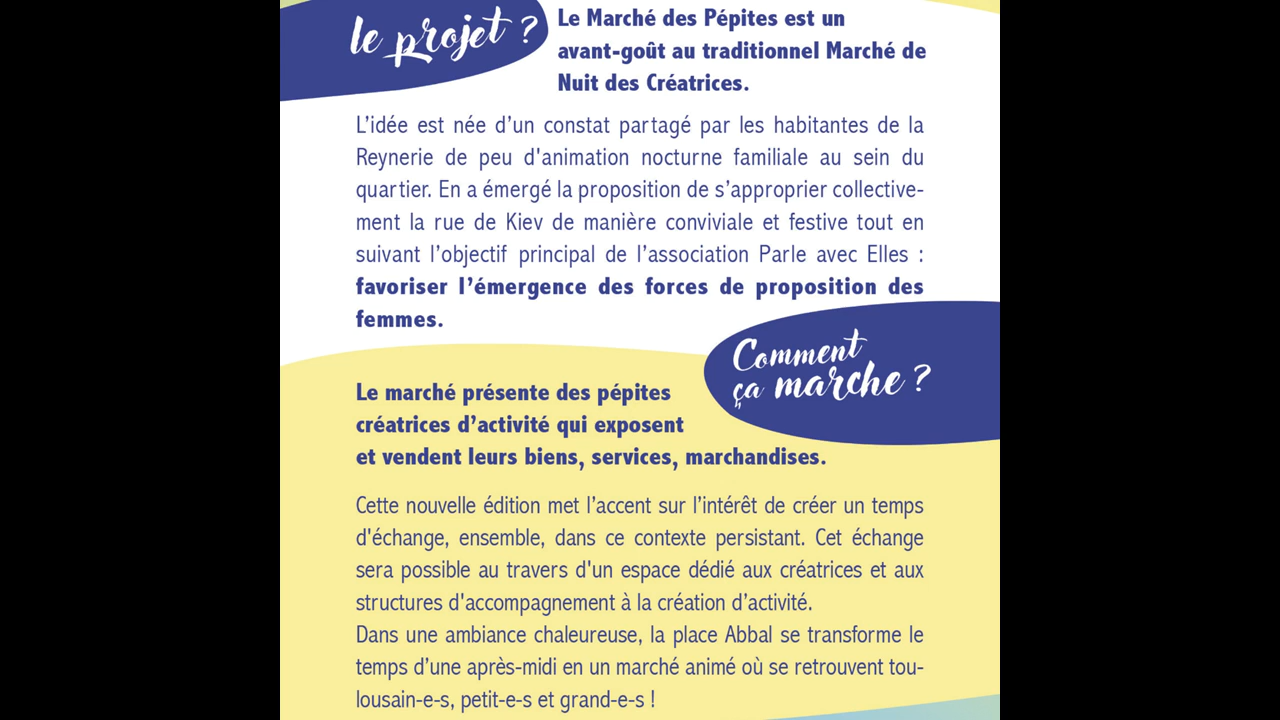 le projet ?
Le Marché des Pépites est un
avant-goût au traditionnel Marché de
Nuit des Créatrices.
L’idée est née d’un constat partagé par les habitantes de la
Reynerie de peu d'animation nocturne familiale au sein du
quartier. En a émergé la proposition de s’approprier collective-
ment la rue de Kiev de manière conviviale et festive tout en
suivant l’objectif principal de l’association Parle avec Elles :
favoriser l’émergence des forces de proposition des
femmes.
Comment
ça marche ?
Le marché présente des pépites
créatrices d’activité qui exposent
et vendent leurs biens, services, marchandises.
Cette nouvelle édition met l’accent sur l’intérêt de créer un temps
d'échange, ensemble, dans ce contexte persistant. Cet échange
sera possible au travers d'un espace dédié aux créatrices et aux
structures d'accompagnement à la création d’activité.
Dans une ambiance chaleureuse, la place Abbal se transforme le
temps d’une après-midi en un marché animé où se retrouvent tou-
lousain-e-s, petit-e-s et grand-e-s !